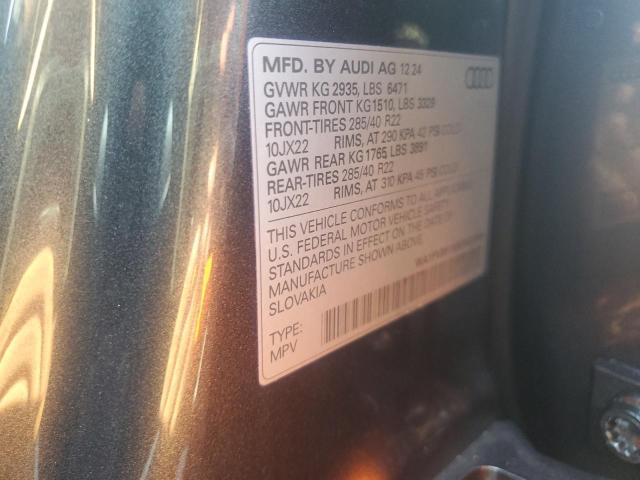 MFD. BY AUDI AG 12 24
GVWR KG 2935, LBS 6471
GAWR FRONT KG1510, LBS 3329
FRONT-TIRES 285/40 R22
10JX22 RIMS, AT 290 KPA 42 PSI COLD
GAWR REAR KG 1765, LBS 3891
REAR-TIRES 285/40 R22
10JX22 RIMS, AT 310 KPA 45 PSI COLD
THIS VEHICLE CONFORMS TO ALL APPLICABLE
U.S. FEDERAL MOTOR VEHICLE SAFETY
STANDARDS IN EFFECT ON THE DATE OF
MANUFACTURE SHOWN ABOVE.
SLOVAKIA
TYPE:
MPV